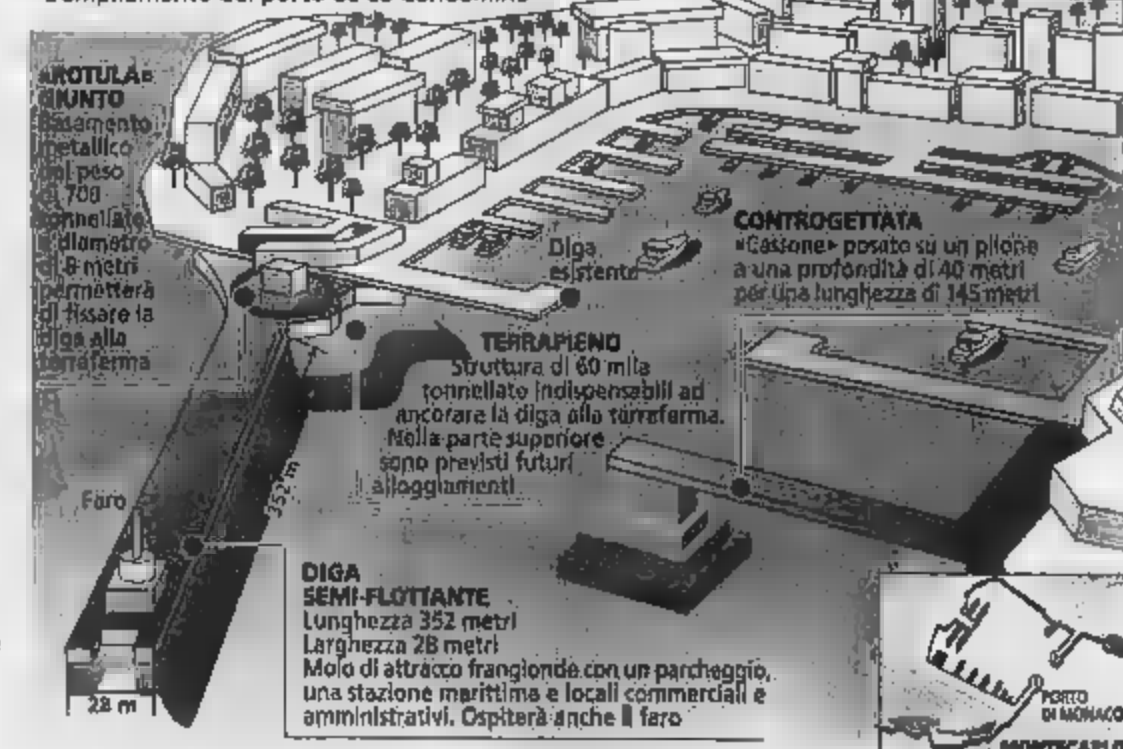 «ROTULA»
GIUNTO
Basamento
metallico
dal peso
di 700
tonnellate
e diametro
di 8 metri
permetterà
di fissare la
diga alla
terraferma
Diga
esistente
CONTROGETTATA
«Cassone» posato su un pilone
a una profondità di 40 metri
per una lunghezza di 145 metri
TERRAPIENO
Struttura di 60 mila
tonnellate indispensabili ad
ancorare la diga alla terraferma.
Nella parte superiore
sono previsti futuri
alloggiamenti
Faro
352 m
28 m
DIGA
SEMI-FLOTTANTE
Lunghezza 352 metri
Larghezza 28 metri
Molo di attracco frangionde con un parcheggio,
una stazione marittima e locali commerciali e
amministrativi. Ospiterà anche il faro
PORTO
DI MONACO